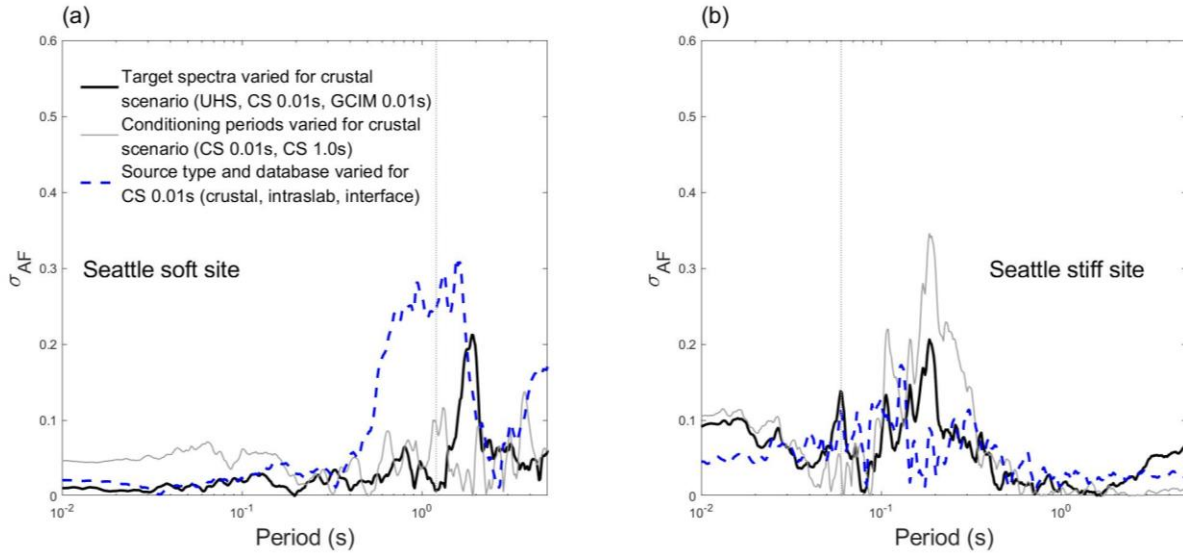 (a)
0.6
0.5
0.4
0.3
0.2
0.1
0
σAF
Target spectra varied for crustal
scenario (UHS, CS 0.01s, GCIM 0.01s)
Conditioning periods varied for crustal
scenario (CS 0.01s, CS 1.0s)
Source type and database varied for
CS 0.01s (crustal, intraslab, interface)
Seattle soft site
10-2
10-1
100
Period (s)
(b)
0.6
0.5
0.4
0.3
0.2
0.1
0
σAF
Seattle stiff site
10-2
10-1
100
Period (s)